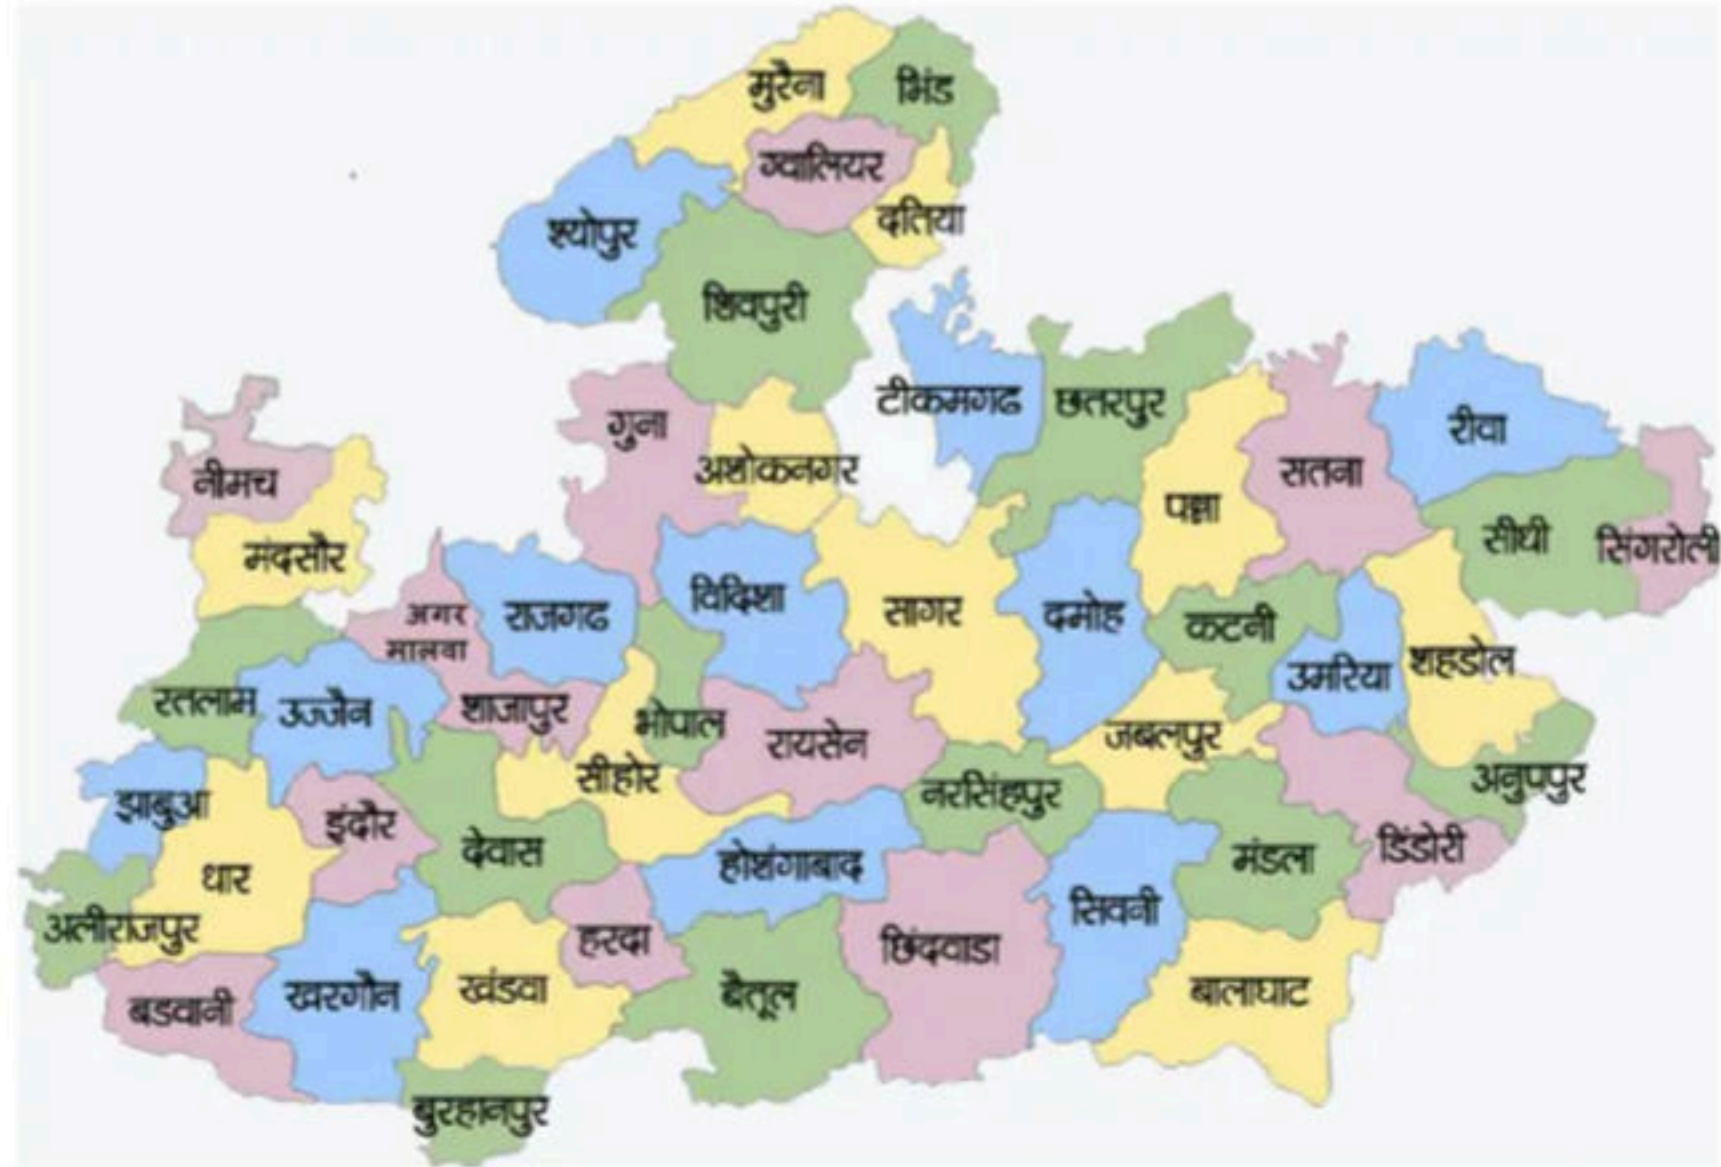 मुरैना
भिंड
ग्वालियर
दतिया
श्योपुर
शिवपुरी
टीकमगढ
छतरपुर
गुना
अशोकनगर
पन्ना
सतना
रीवा
सीधी
सिंगरोली
नीमच
मंदसौर
अगर
मालवा
राजगढ
विदिशा
सागर
दमोह
कटनी
उमरिया
शहडोल
रतलाम
उज्जैन
शाजापुर
भोपाल
रायसेन
जबलपुर
सीहोर
नरसिंहपुर
अनुपपुर
झाबुआ
इंदौर
देवास
होशंगाबाद
मंडला
डिंडोरी
धार
अलीराजपुर
हरदा
छिंदवाडा
सिवनी
बडवानी
खरगौन
खंडवा
बैतूल
बालाघाट
बुरहानपुर